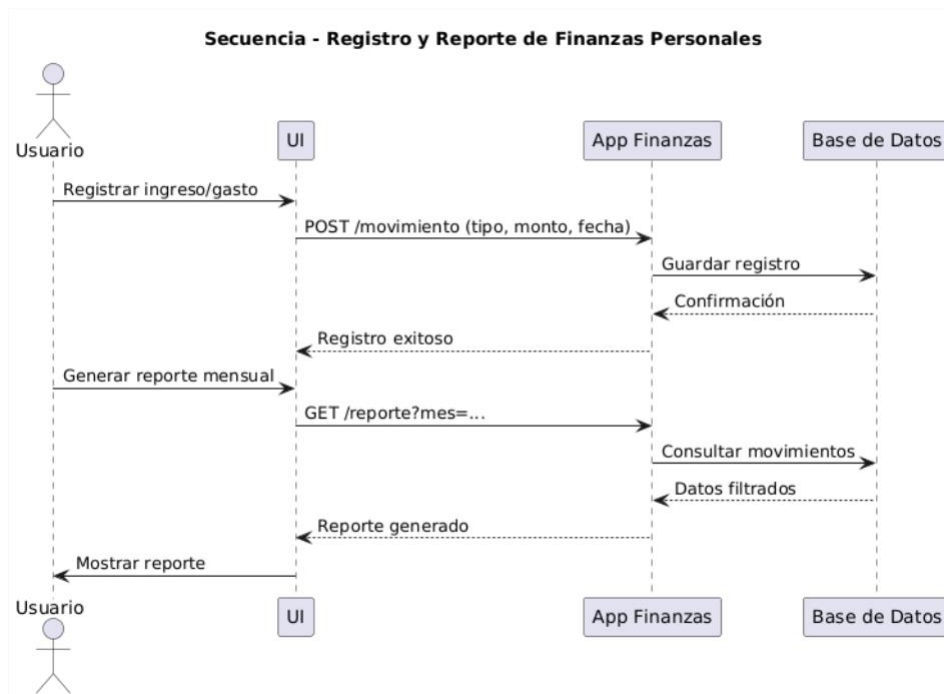 Secuencia - Registro y Reporte de Finanzas Personales
Usuario
UI
App Finanzas
Base de Datos
Registrar ingreso/gasto
POST /movimiento (tipo, monto, fecha)
Guardar registro
Confirmación
Registro exitoso
Generar reporte mensual
GET /reporte?mes=...
Consultar movimientos
Datos filtrados
Reporte generado
Mostrar reporte
Usuario
UI
App Finanzas
Base de Datos